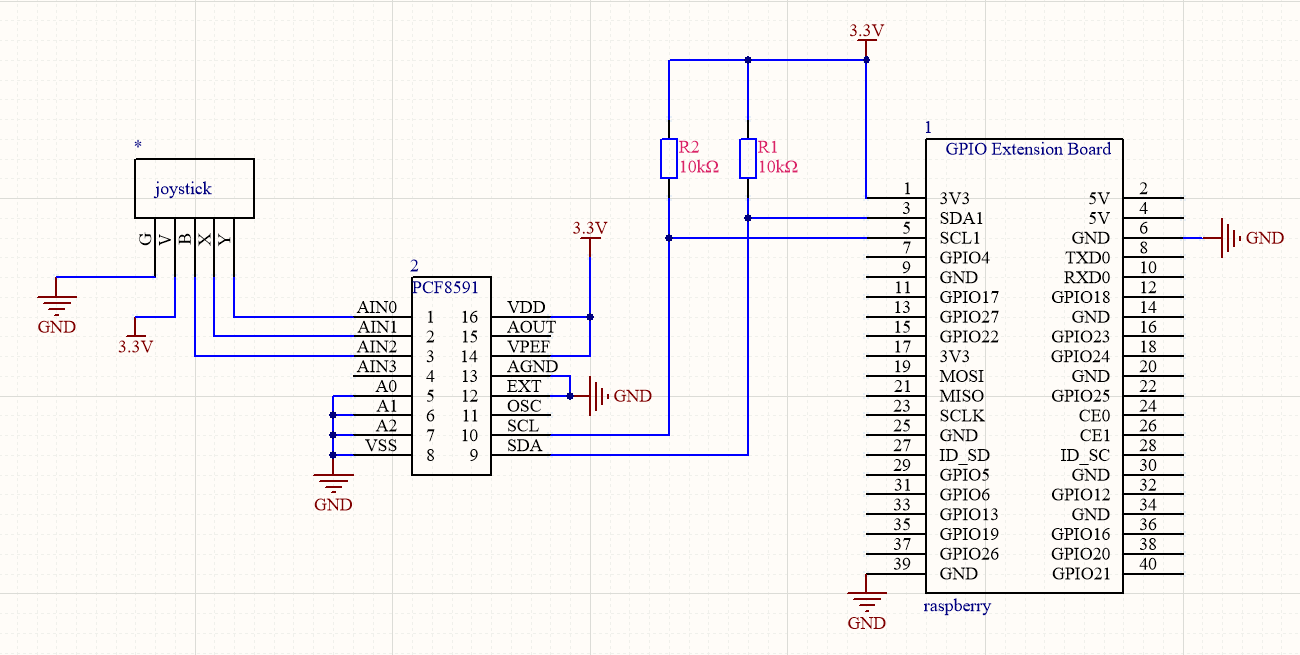 3.3V
*
joystick
G V B X Y
GND
3.3V
R2
10kΩ
R1
10kΩ
3.3V
2
PCF8591
AIN0 1 16 VDD
AIN1 2 15 AOUT
AIN2 3 14 VPEF
AIN3 4 13 AGND
A0 5 12 EXT
A1 6 11 OSC
A2 7 10 SCL
VSS 8 9 SDA
GND
GND
1
GPIO Extension Board
1 3V3 5V 2
3 SDA1 5V 4
5 SCL1 GND 6
GND
7 GPIO4 TXD0 8
9 GND RXD0 10
11 GPIO17 GPIO18 12
13 GPIO27 GND 14
15 GPIO22 GPIO23 16
17 3V3 GPIO24 18
19 MOSI GND 20
21 MISO GPIO25 22
23 SCLK CE0 24
25 GND CE1 26
27 ID_SD ID_SC 28
29 GPIO5 GND 30
31 GPIO6 GPIO12 32
33 GPIO13 GND 34
35 GPIO19 GPIO16 36
37 GPIO26 GPIO20 38
39 GND GPIO21 40
raspberry
GND